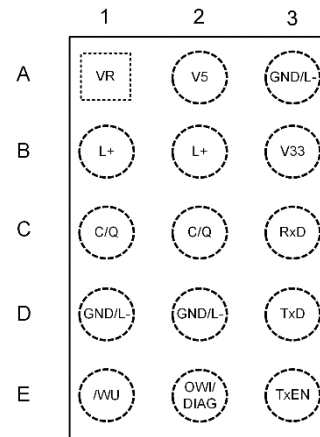 1 2 3
A VR V5 GND/L-
B L+ L+ V33
C C/Q C/Q RxD
D GND/L- GND/L- TxD
E /WU OWI/
DIAG TxEN